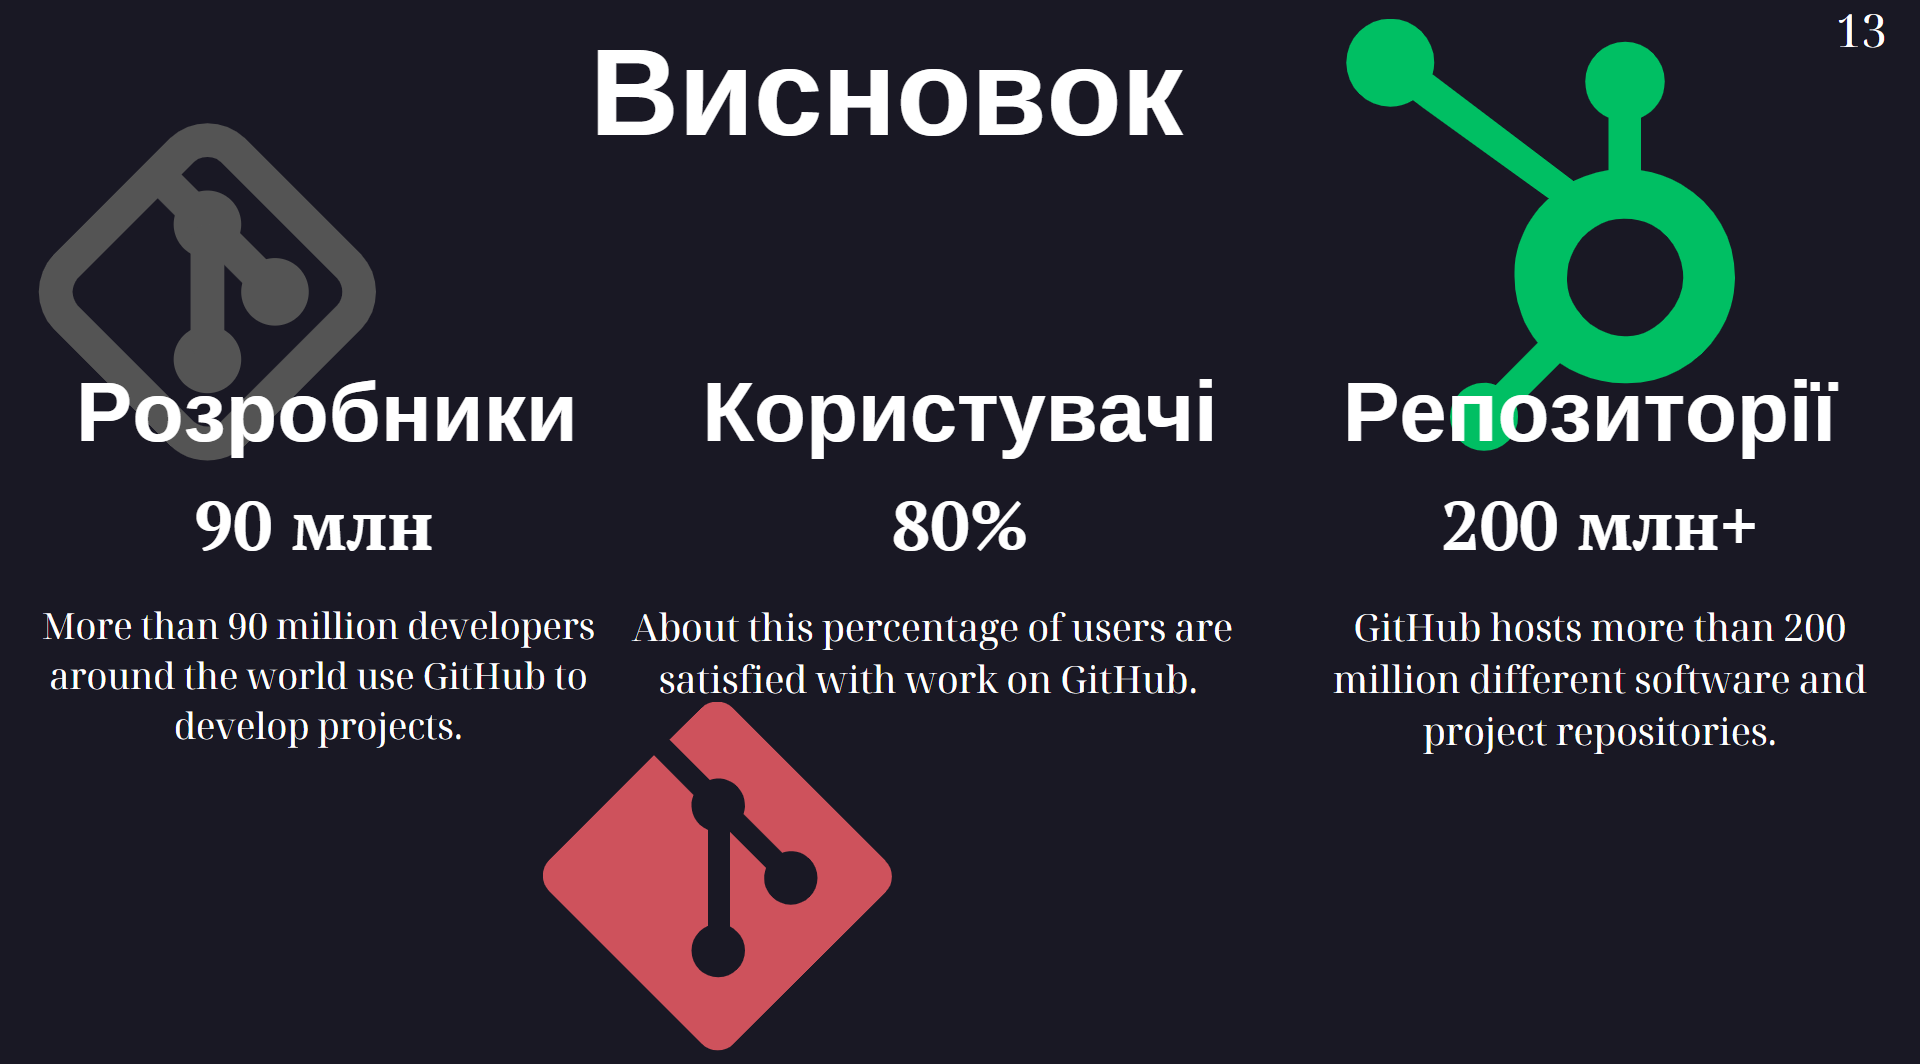 13
Висновок
Розробники
90 млн
More than 90 million developers
around the world use GitHub to
develop projects.
Користувачі
80%
About this percentage of users are
satisfied with work on GitHub.
Репозиторії
200 млн+
GitHub hosts more than 200
million different software and
project repositories.